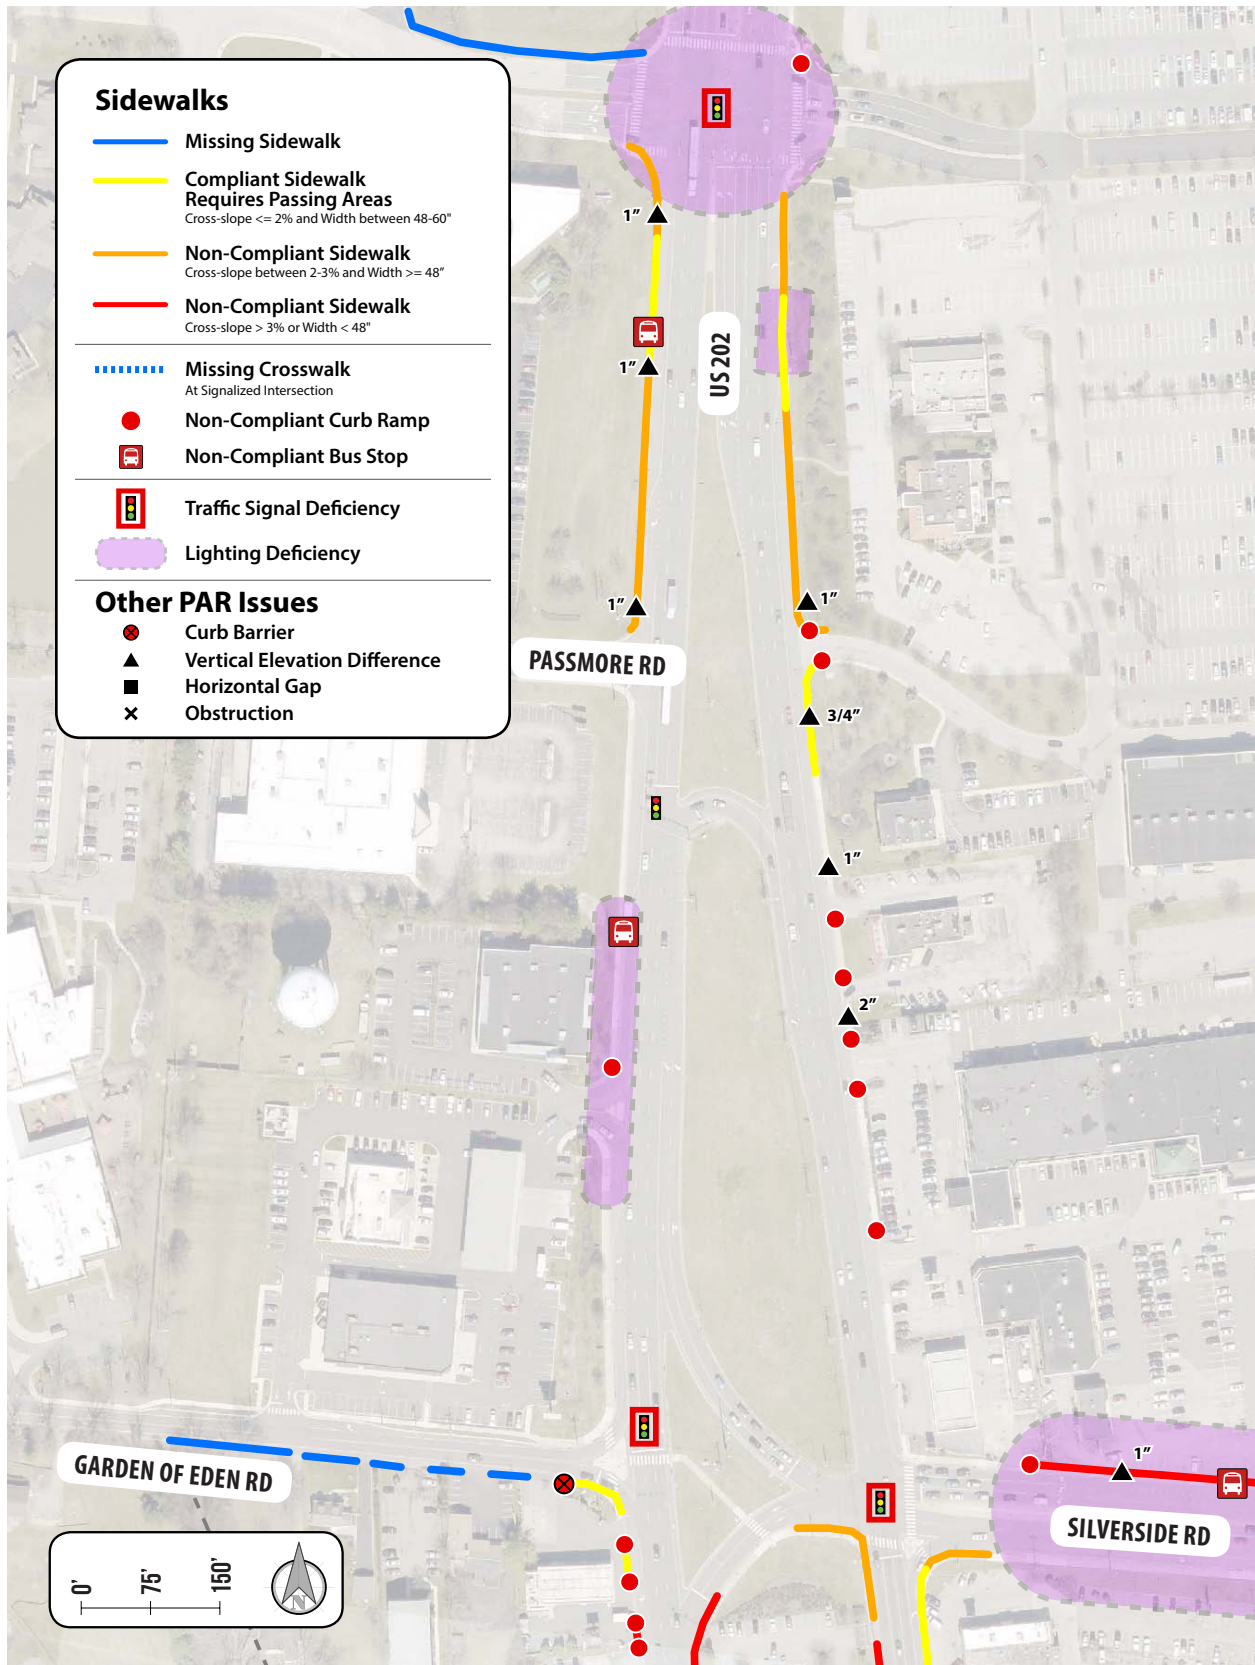 Sidewalks
Missing Sidewalk
Compliant Sidewalk
Requires Passing Areas
Cross-slope <= 2% and Width between 48-60"
Non-Compliant Sidewalk
Cross-slope between 2-3% and Width >= 48"
Non-Compliant Sidewalk
Cross-slope > 3% or Width < 48"
Missing Crosswalk
At Signalized Intersection
Non-Compliant Curb Ramp
Non-Compliant Bus Stop
Traffic Signal Deficiency
Lighting Deficiency
Other PAR Issues
Curb Barrier
Vertical Elevation Difference
Horizontal Gap
Obstruction
1"
US 202
1"
1"
1"
PASSMORE RD
3/4"
1"
2"
1"
GARDEN OF EDEN RD
SILVERSIDE RD
0'
75'
150'
N